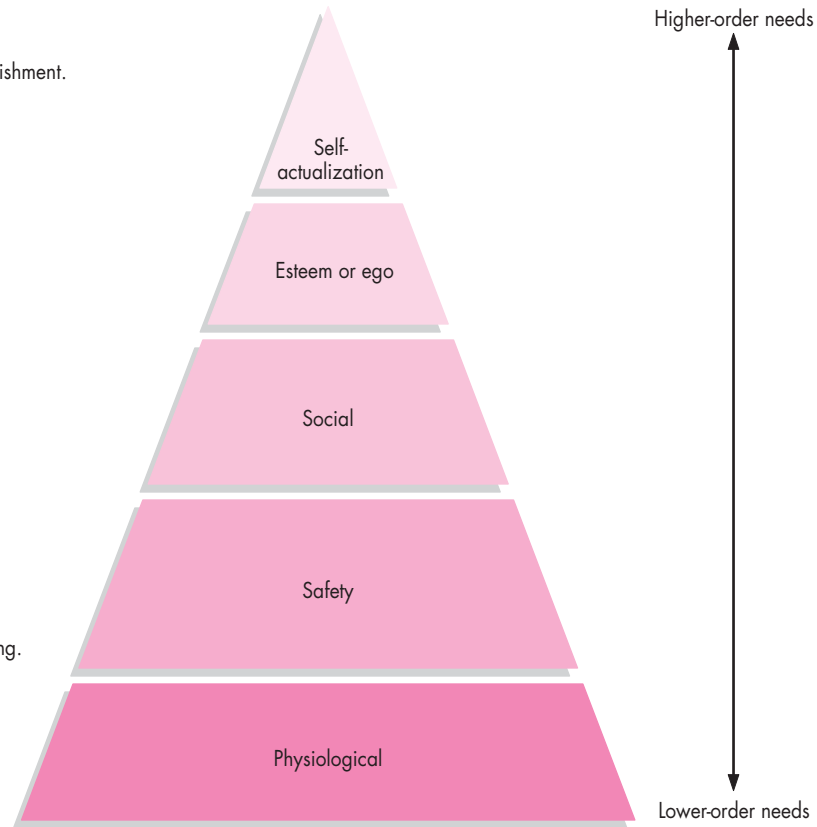 Higher-order needs
ishment.
Self-
actualization
Esteem or ego
Social
Safety
ng.
Physiological
Lower-order needs